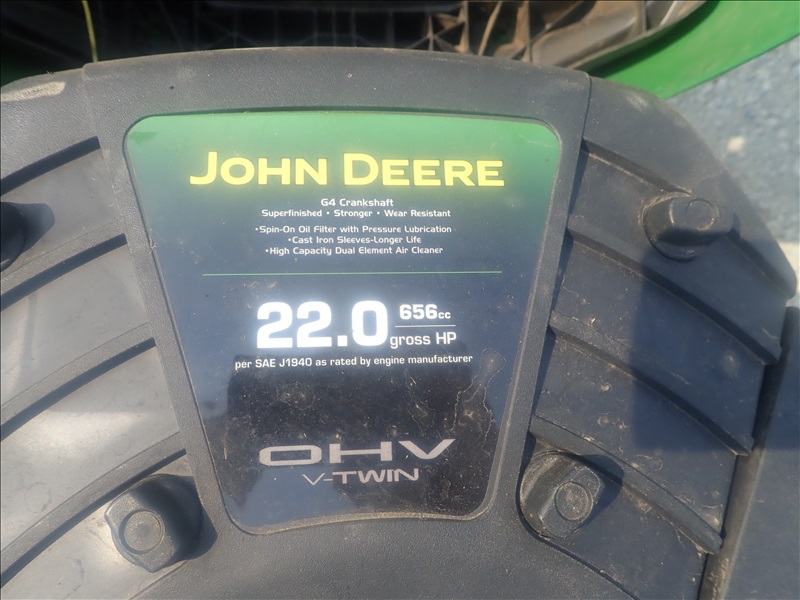 JOHN DEERE
G4 Crankshaft
Superfinished • Stronger • Wear Resistant
•Spin-On Oil Filter with Pressure Lubrication
•Cast Iron Sleeves-Longer Life
•High Capacity Dual Element Air Cleaner
22.0 656cc
gross HP
per SAE J1940 as rated by engine manufacturer
OHV
V-TWIN